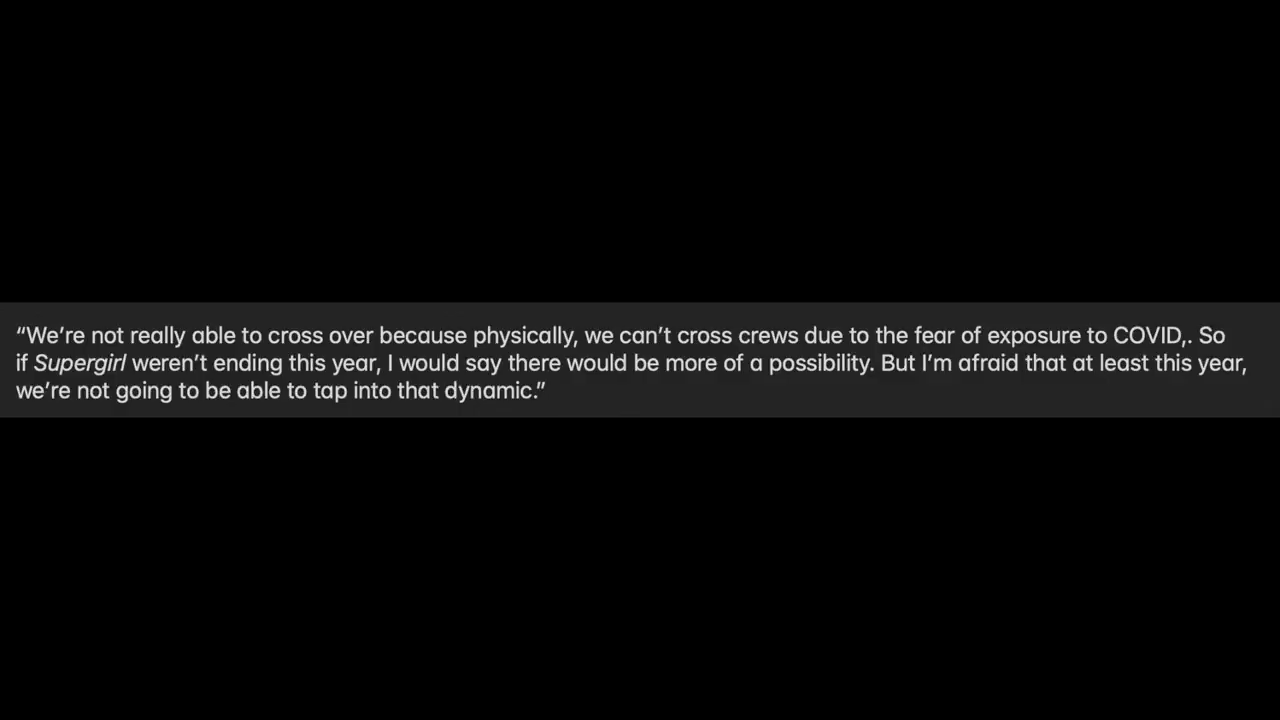 “We’re not really able to cross over because physically, we can’t cross crews due to the fear of exposure to COVID,. So
if Supergirl weren’t ending this year, I would say there would be more of a possibility. But I’m afraid that at least this year,
we’re not going to be able to tap into that dynamic.”